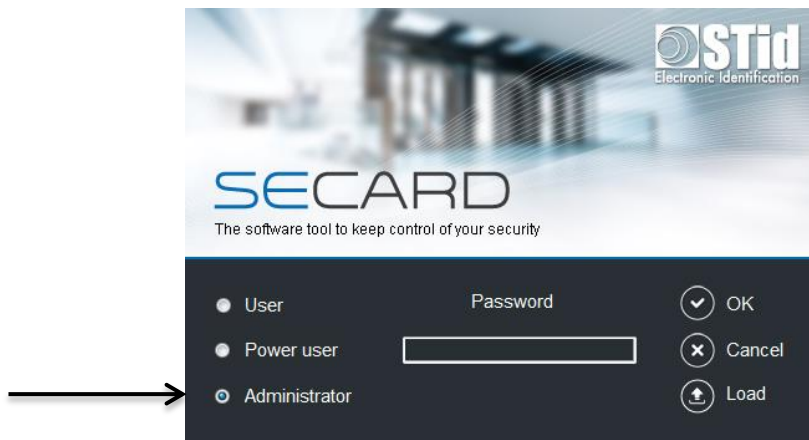 STid
Electronic Identification
SECARD
The software tool to keep control of your security
User
Password
OK
Power user
Cancel
Administrator
Load